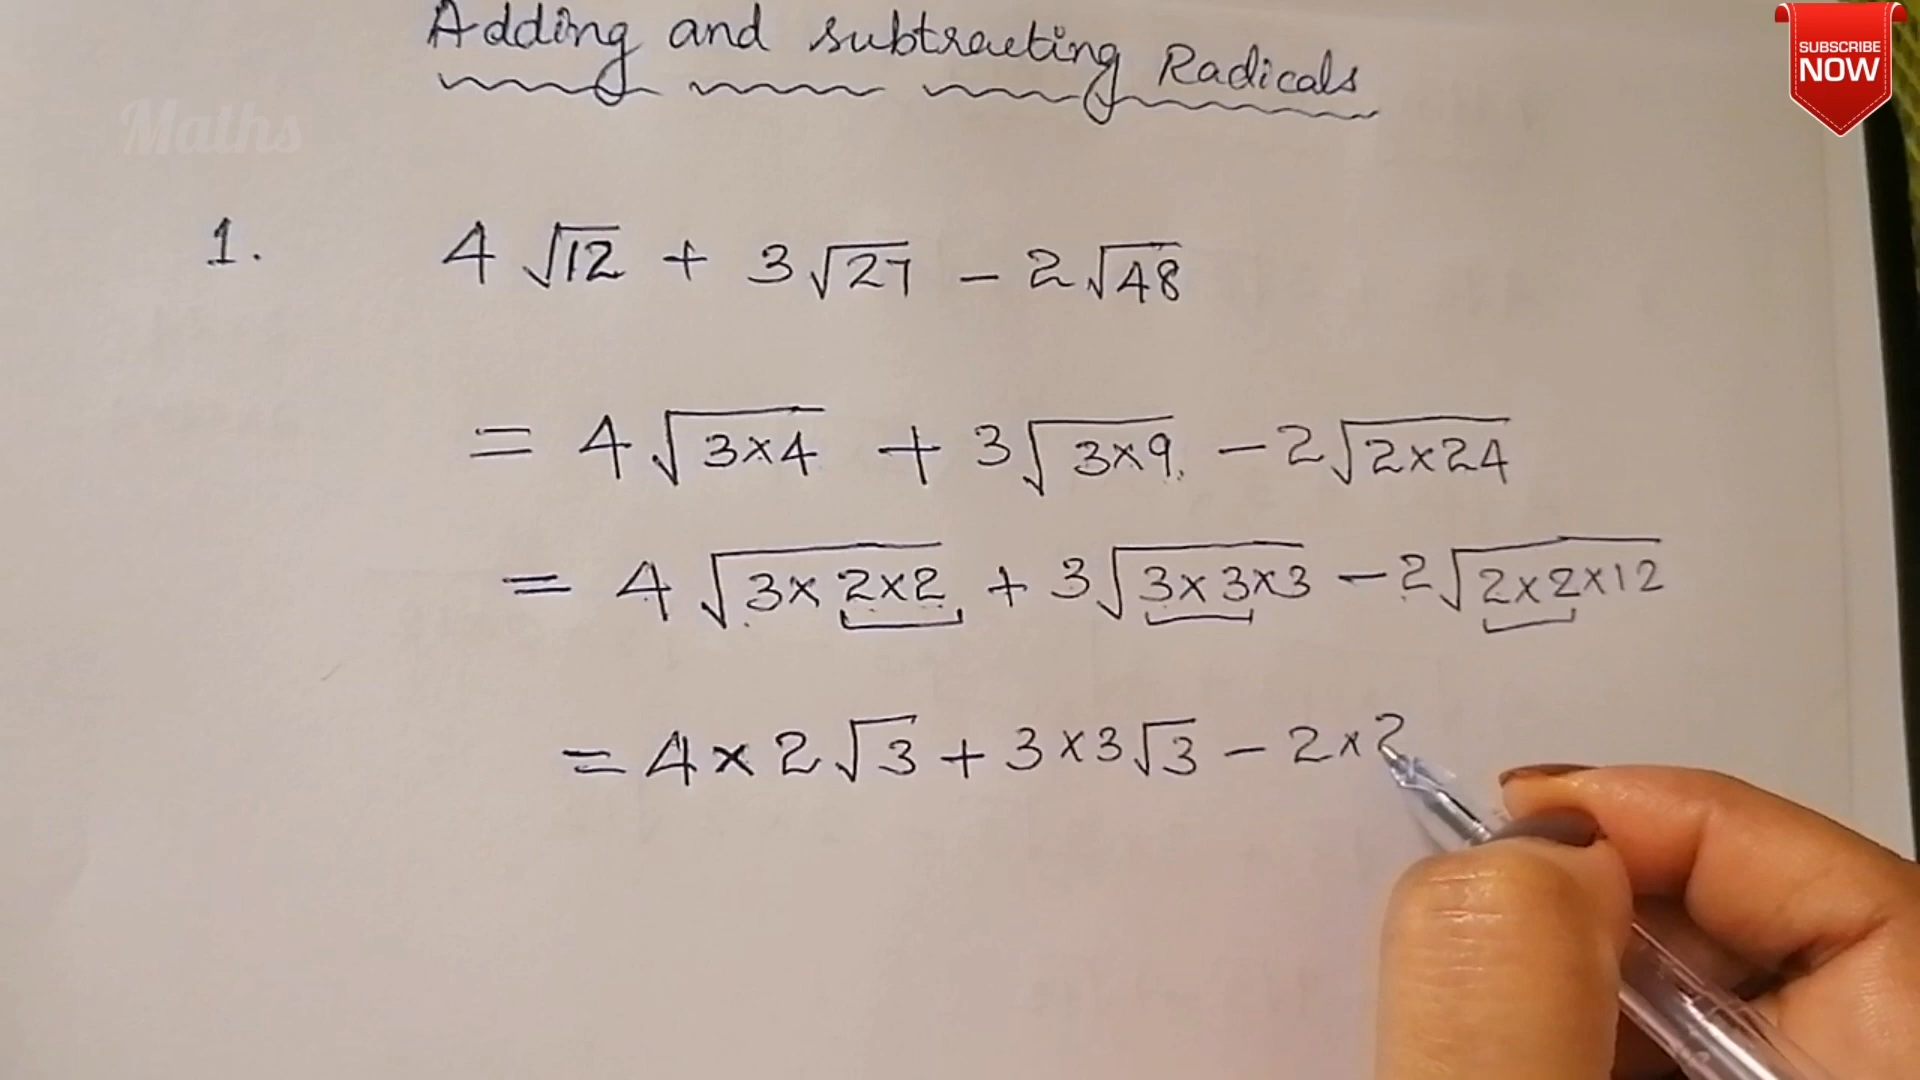 Adding and subtracting Radicals
SUBSCRIBE
NOW
Maths
1. 4√12 + 3√27 - 2√48
= 4√3×4 + 3√3×9 - 2√2×24
= 4√3×2×2 + 3√3×3×3 - 2√2×2×12
= 4×2√3 + 3×3√3 - 2×2